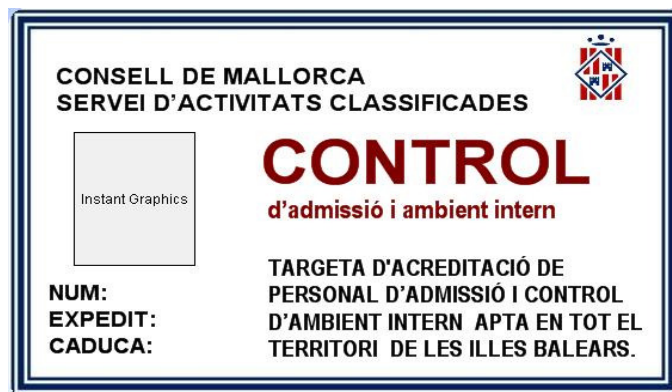 CONSELL DE MALLORCA
SERVEI D'ACTIVITATS CLASSIFICADES
CONTROL
d'admissió i ambient intern
Instant Graphics
NUM:
EXPEDIT:
CADUCA:
TARGETA D'ACREDITACIÓ DE
PERSONAL D'ADMISSIÓ I CONTROL
D'AMBIENT INTERN APTA EN TOT EL
TERRITORI DE LES ILLES BALEARS.